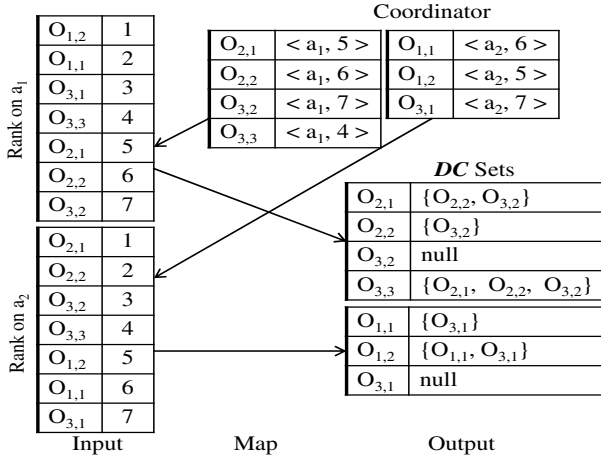 Coordinator
Rank on a₁
O₁,₂ 1
O₁,₁ 2
O₃,₁ 3
O₃,₃ 4
O₂,₁ 5
O₂,₂ 6
O₃,₂ 7
O₂,₁ < a₁, 5 >
O₂,₂ < a₁, 6 >
O₃,₂ < a₁, 7 >
O₃,₃ < a₁, 4 >
O₁,₁ < a₂, 6 >
O₁,₂ < a₂, 5 >
O₃,₁ < a₂, 7 >
Rank on a₂
O₂,₁ 1
O₂,₂ 2
O₃,₂ 3
O₃,₃ 4
O₁,₂ 5
O₁,₁ 6
O₃,₁ 7
DC Sets
O₂,₁ {O₂,₂, O₃,₂}
O₂,₂ {O₃,₂}
O₃,₂ null
O₃,₃ {O₂,₁, O₂,₂, O₃,₂}
O₁,₁ {O₃,₁}
O₁,₂ {O₁,₁, O₃,₁}
O₃,₁ null
Input Map Output